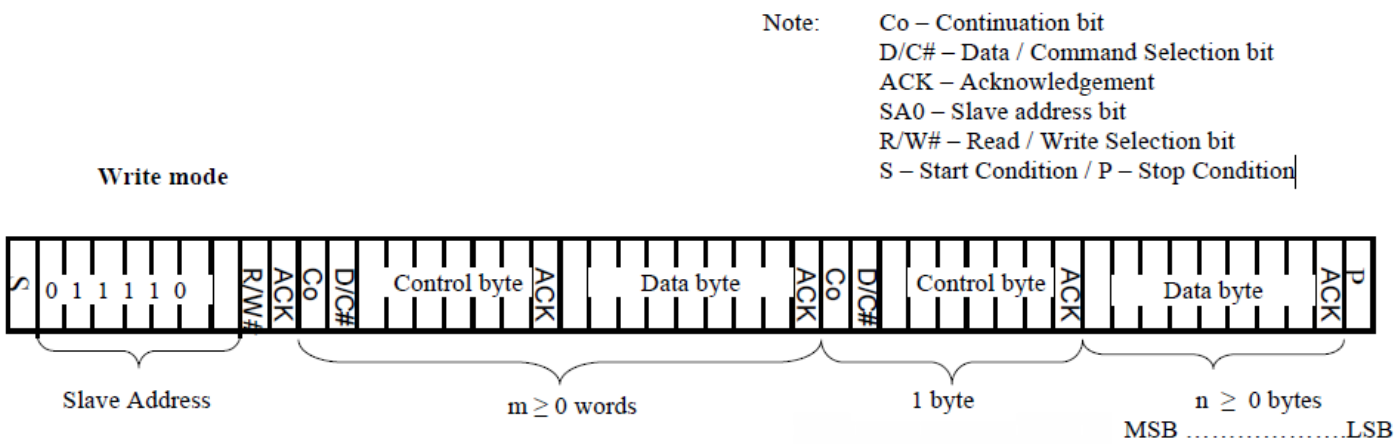 Note: Co – Continuation bit
D/C# – Data / Command Selection bit
ACK – Acknowledgement
SA0 – Slave address bit
R/W# – Read / Write Selection bit
S – Start Condition / P – Stop Condition
Write mode
S 0 1 1 1 1 0 R/W# ACK Co D/C# Control byte ACK Data byte ACK Co D/C# Control byte ACK Data byte ACK P
Slave Address m ≥ 0 words 1 byte n ≥ 0 bytes
MSB ………………….LSB